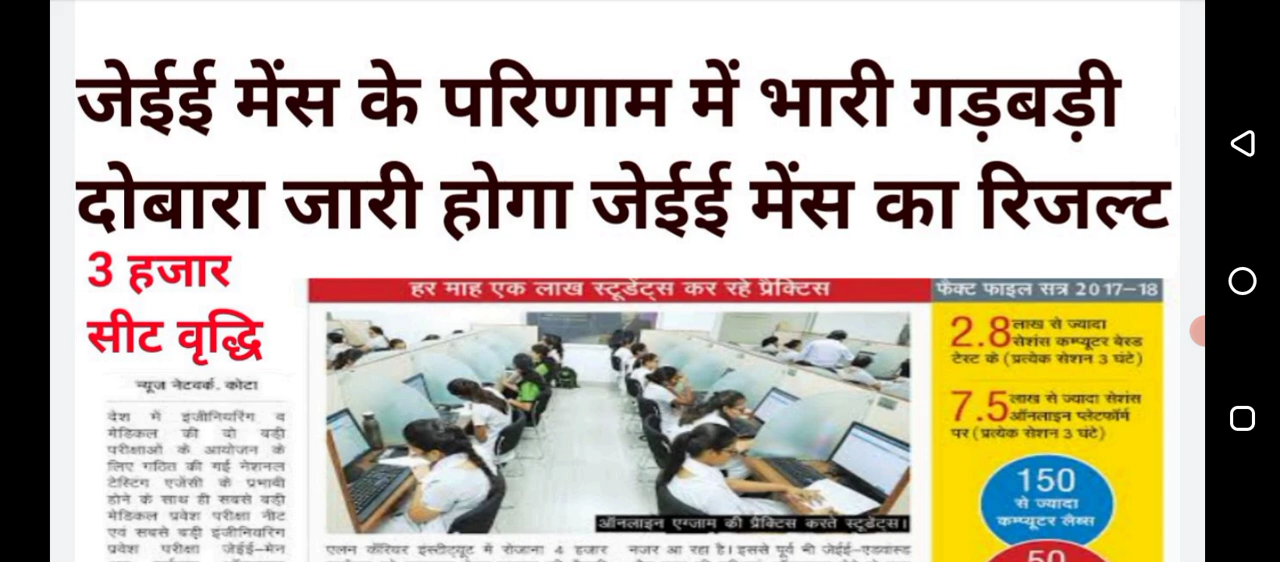 जेईई मेंस के परिणाम में भारी गड़बड़ी
दोबारा जारी होगा जेईई मेंस का रिजल्ट
3 हजार
सीट वृद्धि
न्यूज नेटवर्क. कोटा
देश में इंजीनियरिंग व
मेडिकल की दो बड़ी
परीक्षाओं के आयोजन के
लिए गठित की गई नेशनल
टेस्टिंग एजेंसी के प्रभावी
होने के साथ ही सबसे बड़ी
मेडिकल प्रवेश परीक्षा नीट
एवं सबसे बड़ी इंजीनियरिंग
प्रवेश परीक्षा जेईई–मेन
हर माह एक लाख स्टूडेंट्स कर रहे प्रैक्टिस
ऑनलाइन एग्जाम की प्रैक्टिस करते स्टूडेंट्स।
एलन कॅरियर इंस्टीट्यूट में रोजाना 4 हजार
नजर आ रहा है। इससे पूर्व भी जेईई–एडवांस्ड
फैक्ट फाइल सत्र 2017–18
2.8 लाख से ज्यादा
सेशंस कम्प्यूटर बेस्ड
टेस्ट के (प्रत्येक सेशन 3 घंटे)
7.5 लाख से ज्यादा सेशंस
ऑनलाइन प्लेटफॉर्म
पर (प्रत्येक सेशन 3 घंटे)
150
से ज्यादा
कम्प्यूटर लैब्स
50